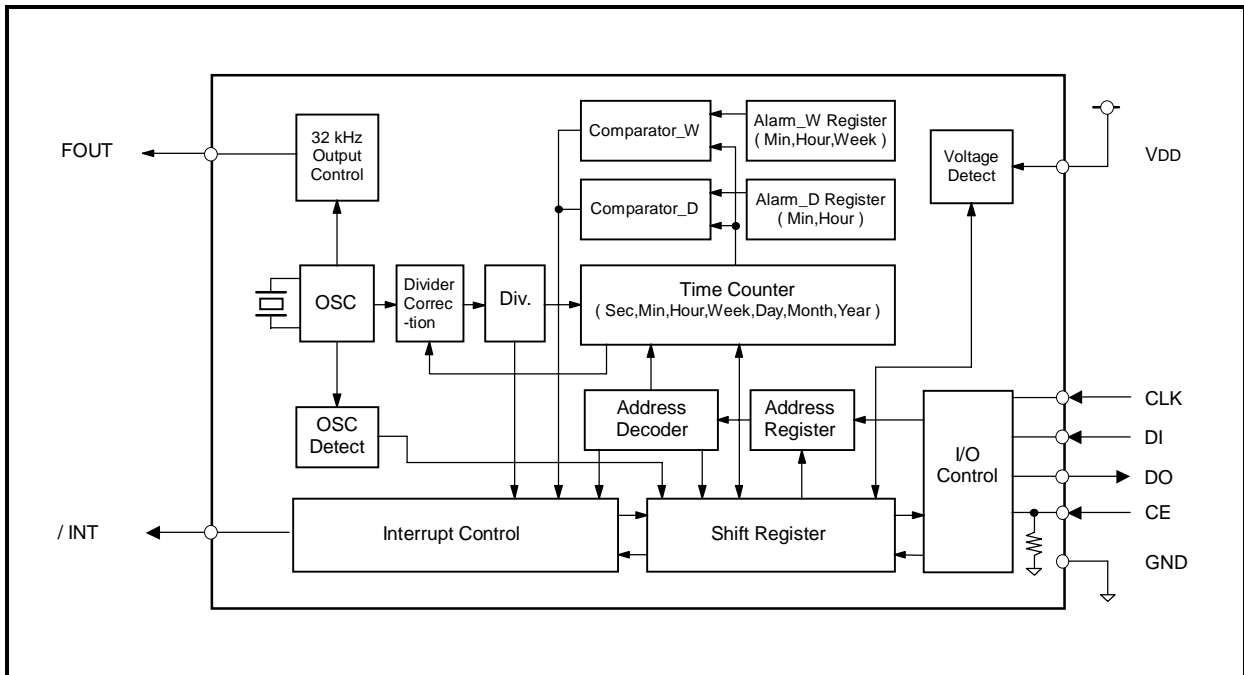 FOUT
32 kHz
Output
Control
Comparator_W
Alarm_W Register
( Min,Hour,Week )
Voltage
Detect
VDD
Comparator_D
Alarm_D Register
( Min,Hour )
OSC
Divider
Correc
-tion
Div.
Time Counter
( Sec,Min,Hour,Week,Day,Month,Year )
OSC
Detect
Address
Decoder
Address
Register
I/O
Control
CLK
DI
DO
CE
GND
/ INT
Interrupt Control
Shift Register